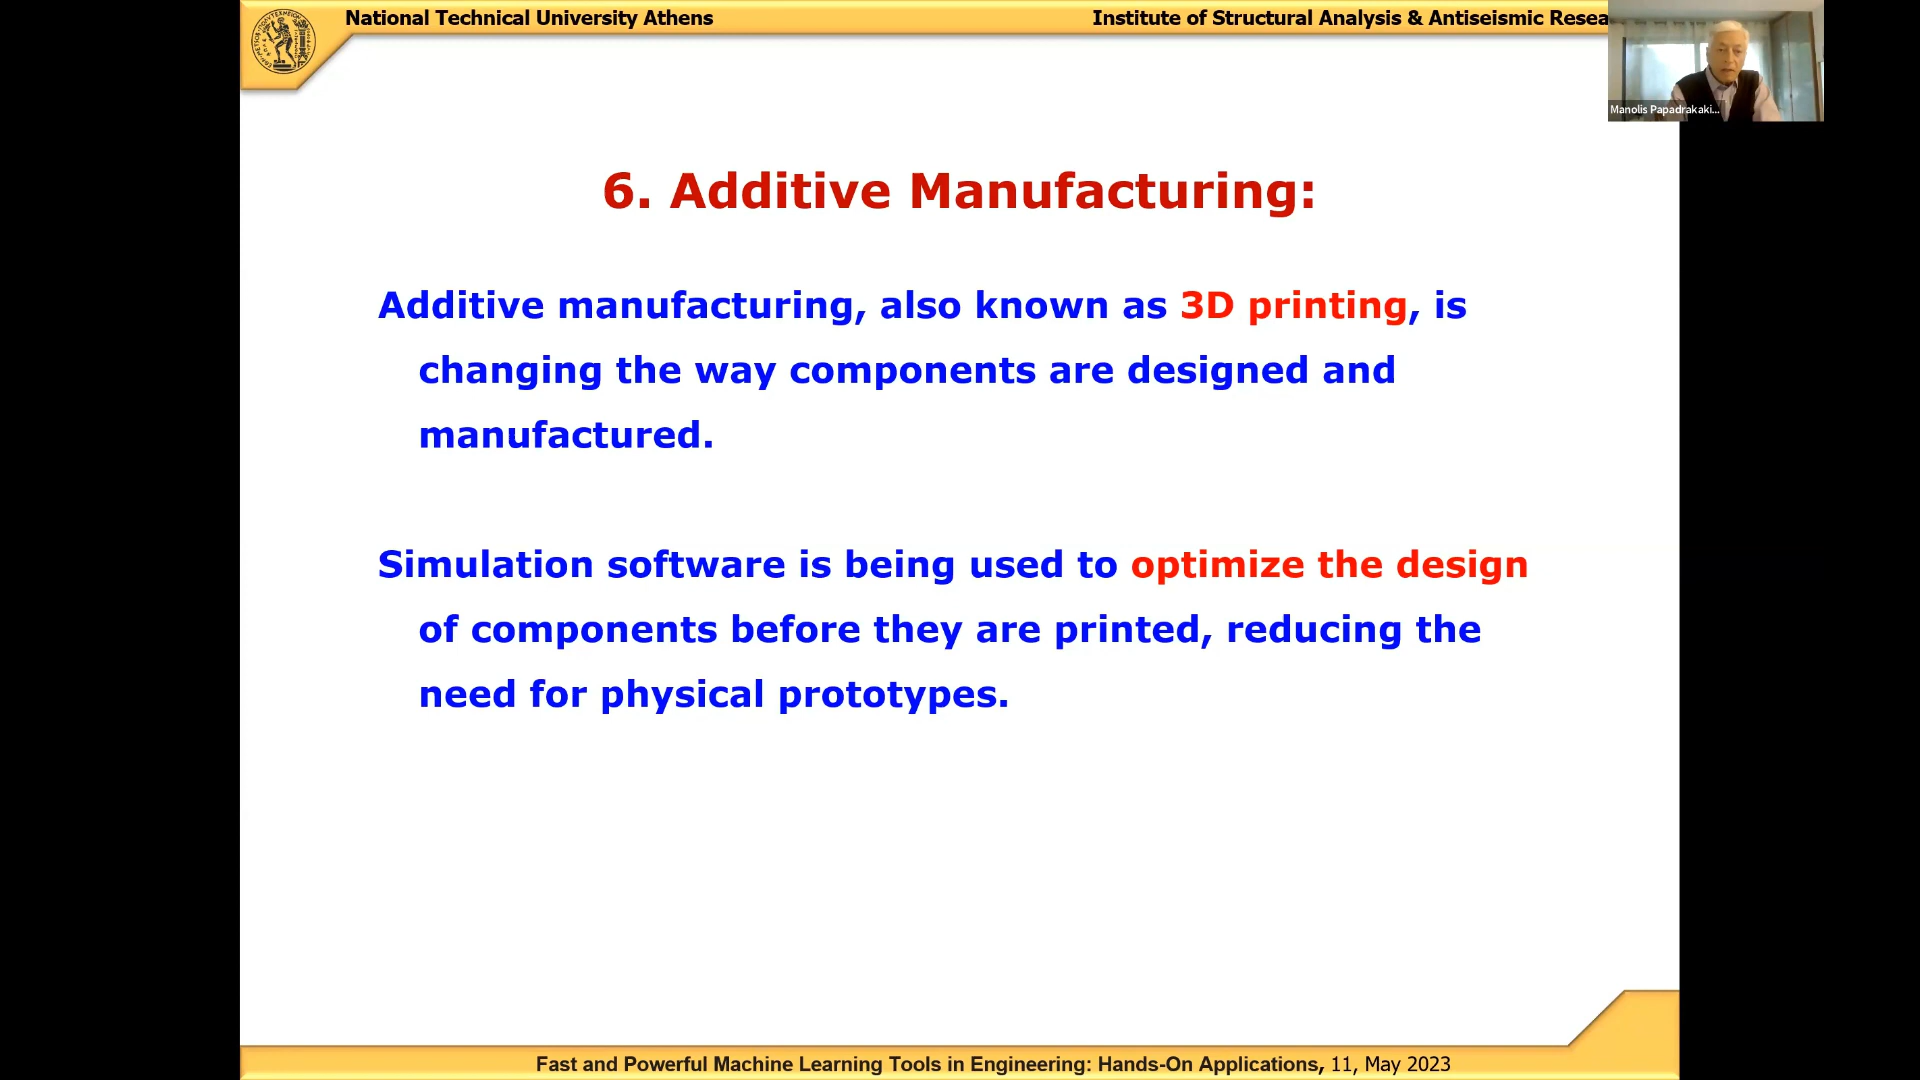 National Technical University Athens
Institute of Structural Analysis & Antiseismic Resea
Manolis Papadrakaki...
6. Additive Manufacturing:
Additive manufacturing, also known as 3D printing, is
changing the way components are designed and
manufactured.
Simulation software is being used to optimize the design
of components before they are printed, reducing the
need for physical prototypes.
Fast and Powerful Machine Learning Tools in Engineering: Hands-On Applications, 11, May 2023